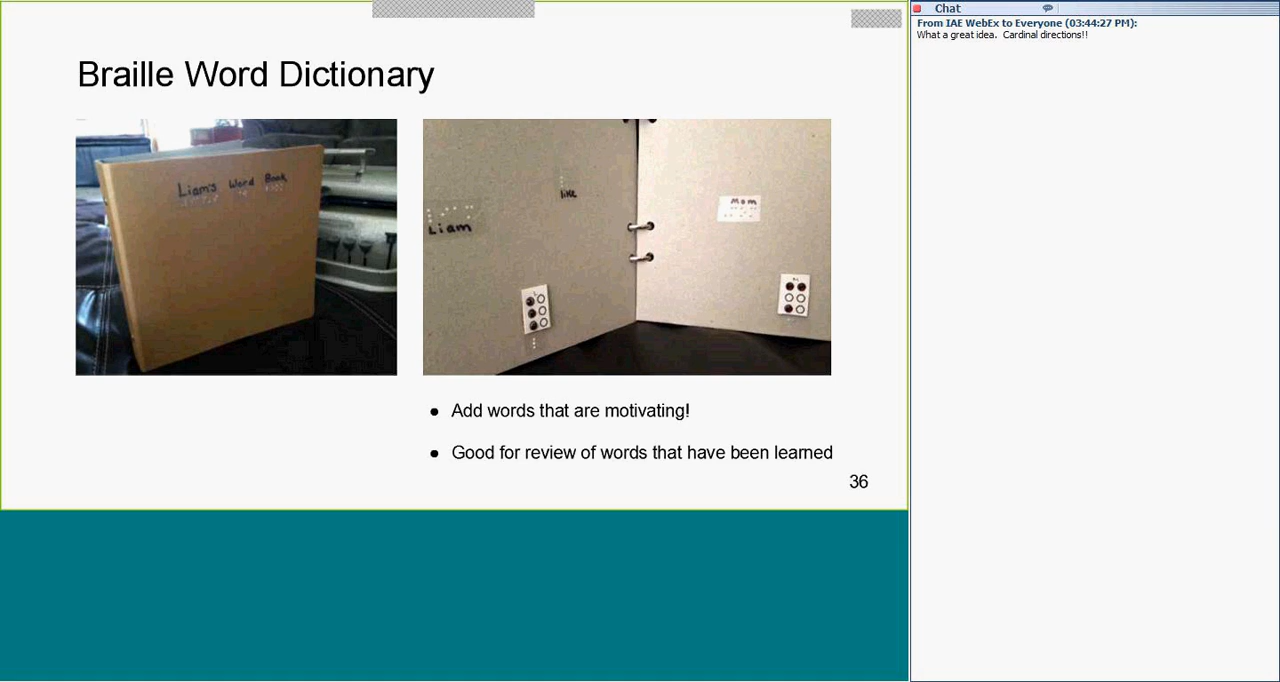 Braille Word Dictionary
Liam's Word Book
Liam
like
Mom
● Add words that are motivating!
● Good for review of words that have been learned
36
Chat
From IAE WebEx to Everyone (03:44:27 PM):
What a great idea. Cardinal directions!!